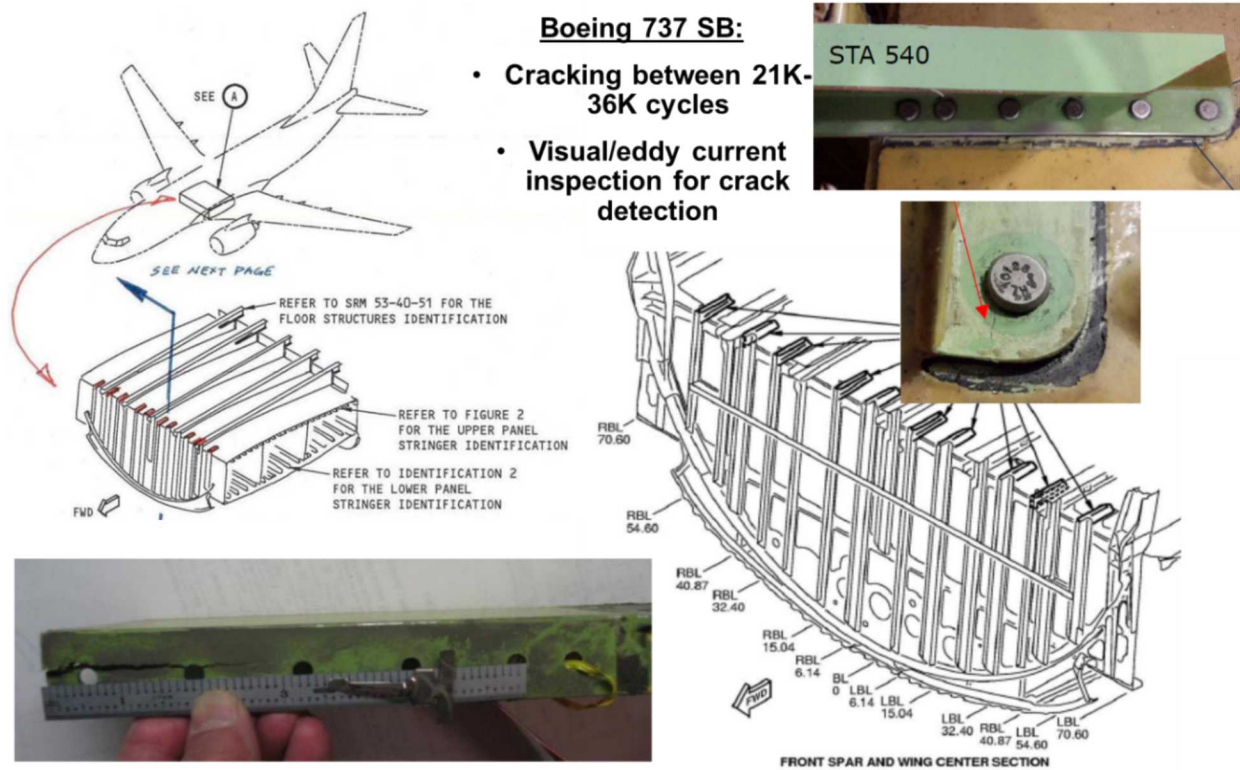 Boeing 737 SB:
• Cracking between 21K-
36K cycles
• Visual/eddy current
inspection for crack
detection
STA 540
SEE A
SEE NEXT PAGE
REFER TO SRM 53-40-51 FOR THE
FLOOR STRUCTURES IDENTIFICATION
REFER TO FIGURE 2
FOR THE UPPER PANEL
STRINGER IDENTIFICATION
REFER TO IDENTIFICATION 2
FOR THE LOWER PANEL
STRINGER IDENTIFICATION
FWD
RBL
70.60
RBL
54.60
RBL
40.87
RBL
32.40
RBL
15.04
RBL
6.14
BL
0
LBL
6.14
LBL
15.04
LBL
32.40
RBL
40.87
LBL
54.60
LBL
70.60
FWD
FRONT SPAR AND WING CENTER SECTION